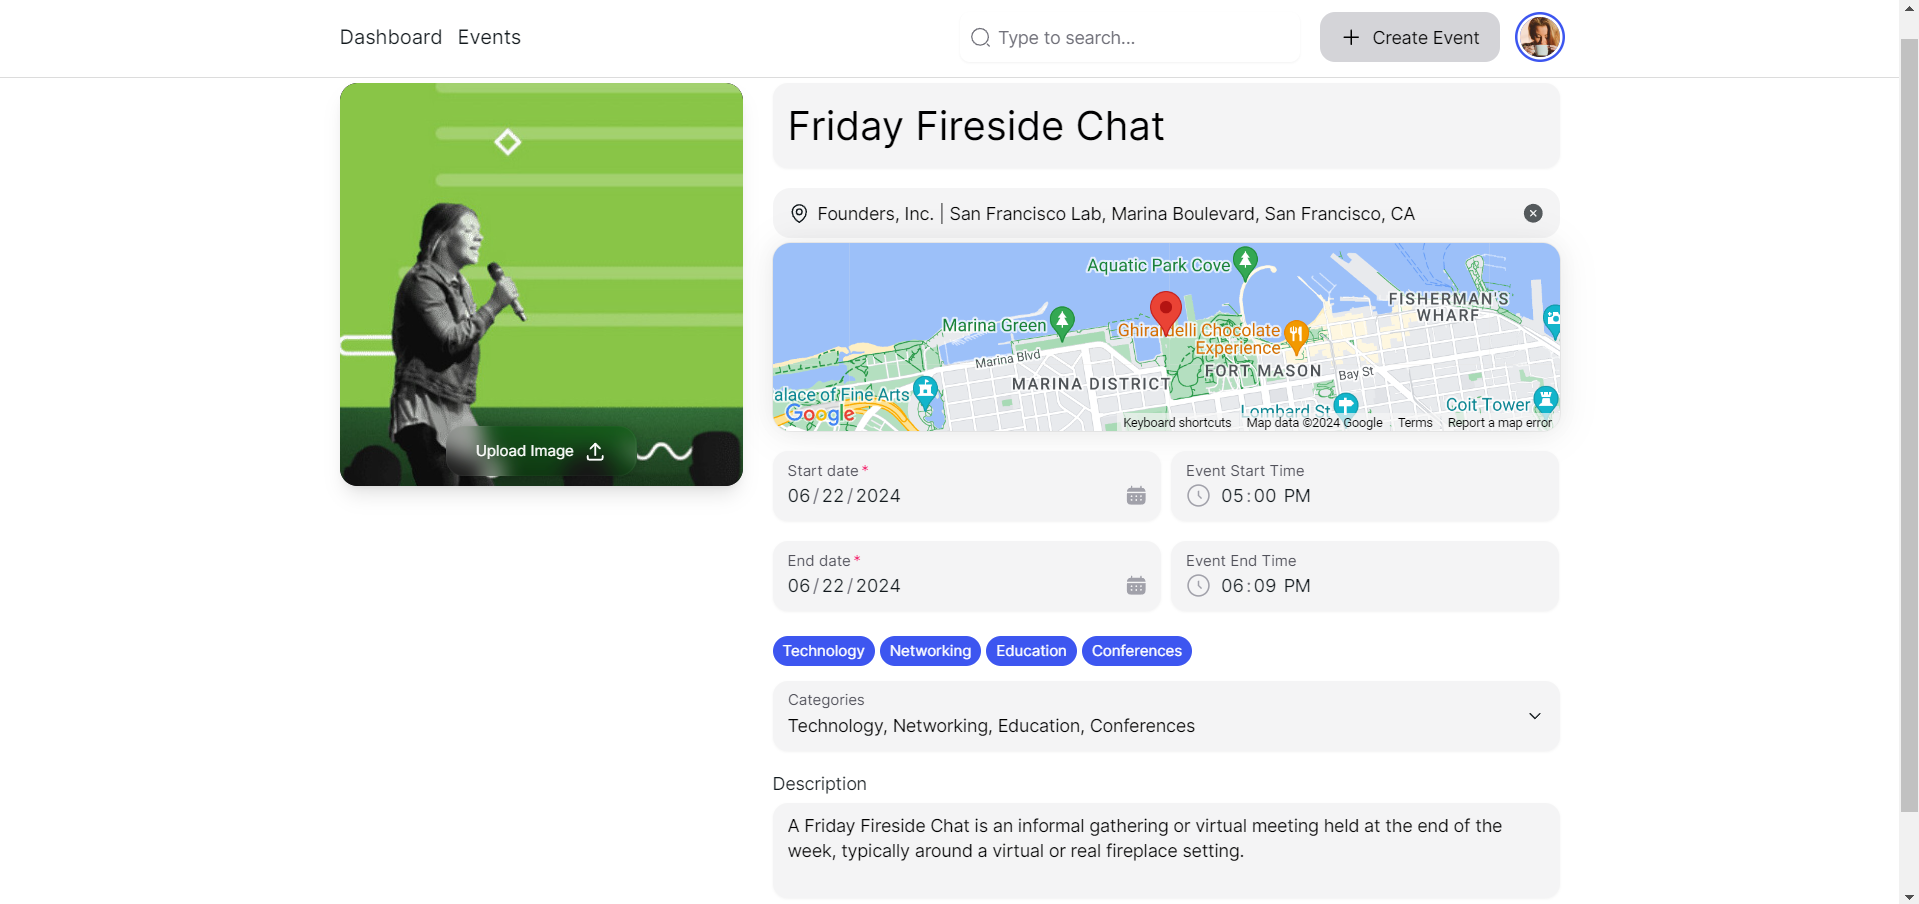 Dashboard Events
Type to search...
Create Event
Friday Fireside Chat
Founders, Inc. | San Francisco Lab, Marina Boulevard, San Francisco, CA
Aquatic Park Cove
FISHERMAN'S
WHARF
Marina Green
Ghirardelli Chocolate
Experience
Marina Blvd
FORT MASON
Bay St
MARINA DISTRICT
alace of Fine Arts
Lombard St
Coit Tower
Google
Keyboard shortcuts Map data ©2024 Google Terms Report a map error
Upload Image
Start date*
06/22/2024
Event Start Time
05:00 PM
End date*
06/22/2024
Event End Time
06:09 PM
Technology Networking Education Conferences
Categories
Technology, Networking, Education, Conferences
Description
A Friday Fireside Chat is an informal gathering or virtual meeting held at the end of the
week, typically around a virtual or real fireplace setting.